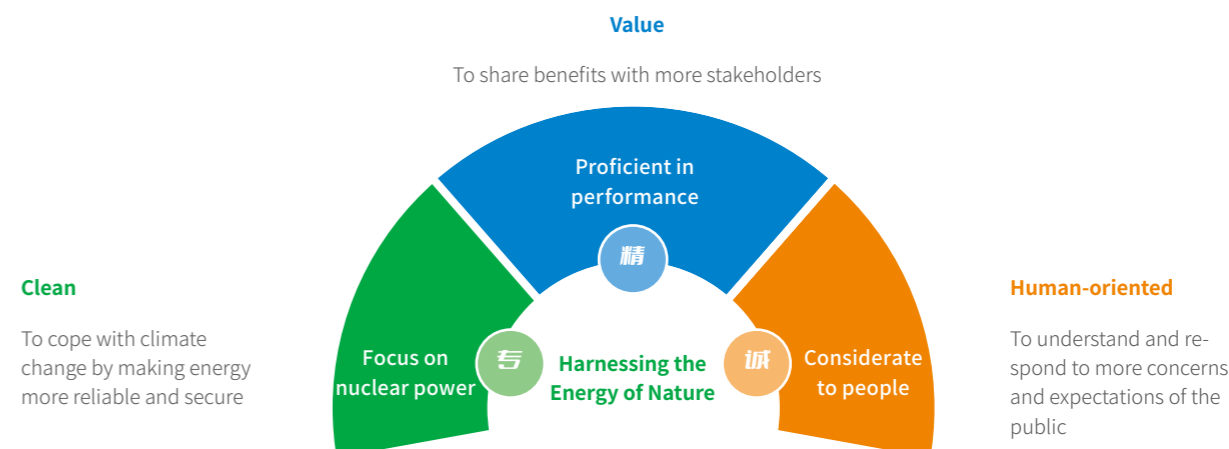 Value
To share benefits with more stakeholders
Proficient in
performance
精
Clean
To cope with climate
change by making energy
more reliable and secure
Focus on
nuclear power
专
Harnessing the
Energy of Nature
诚
Considerate
to people
Human-oriented
To understand and re-
spond to more concerns
and expectations of the
public